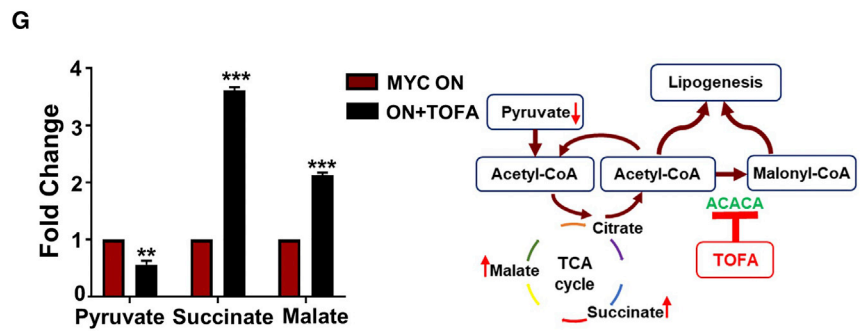 G
Fold Change
4
3
2
1
0
**
***
***
Pyruvate Succinate Malate
MYC ON
ON+TOFA
Lipogenesis
Pyruvate
Acetyl-CoA
Acetyl-CoA
Malonyl-CoA
ACACA
TOFA
Citrate
TCA
cycle
Malate
Succinate